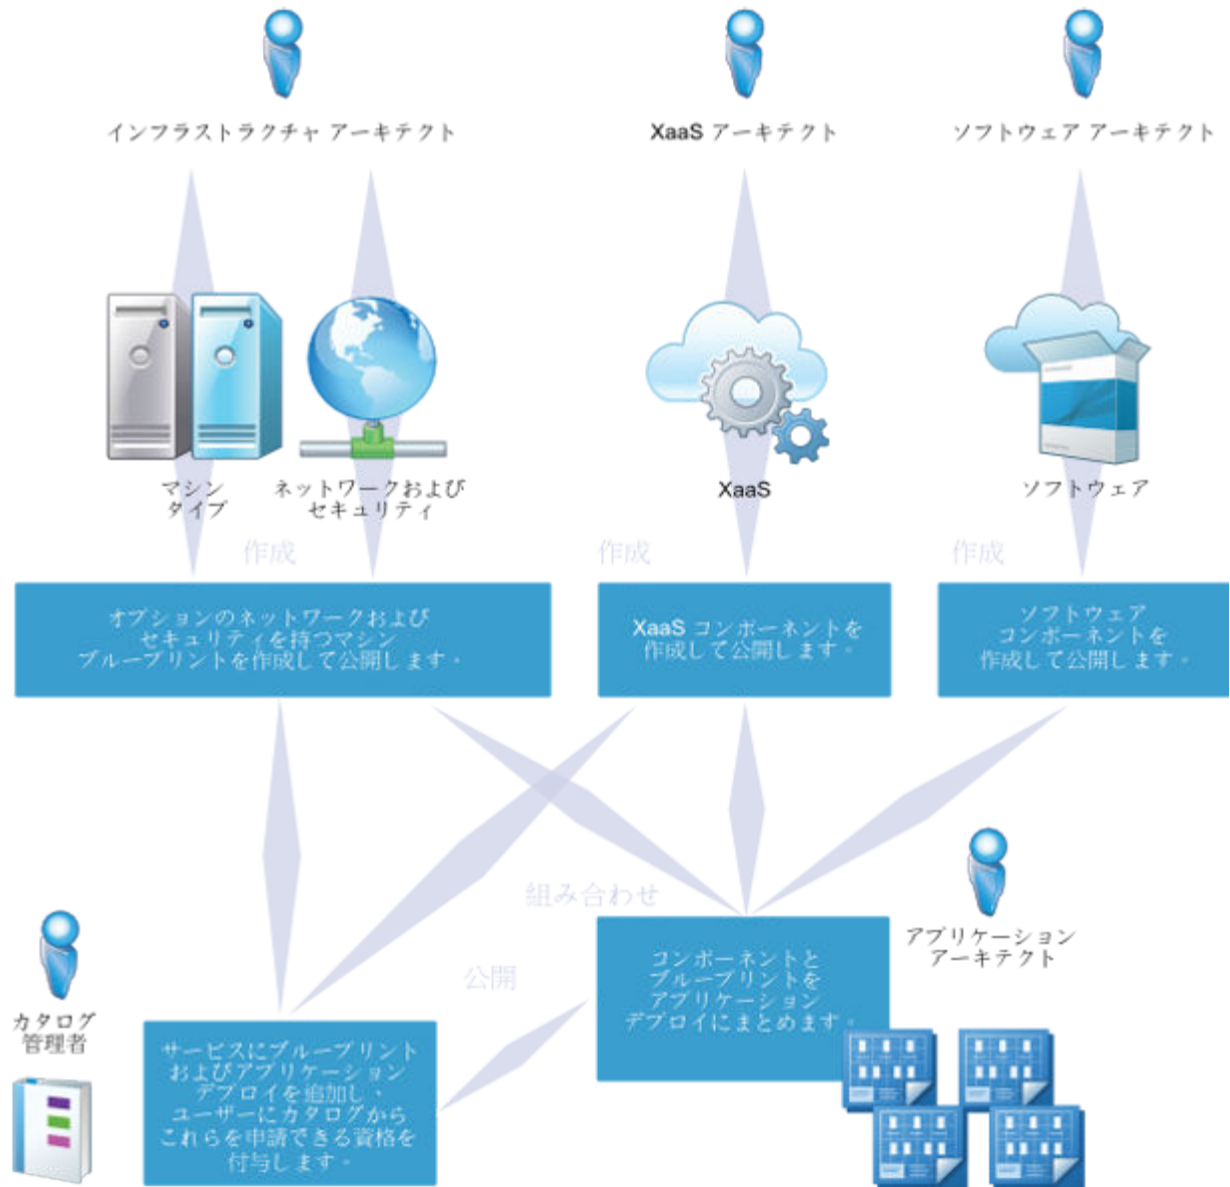 インフラストラクチャ アーキテクト
XaaS アーキテクト
ソフトウェア アーキテクト
マシン
タイプ
ネットワークおよび
セキュリティ
XaaS
ソフトウェア
作成
作成
作成
オプションのネットワークおよび
セキュリティを持つマシン
ブループリントを作成して公開します。
XaaS コンポーネントを
作成して公開します。
ソフトウェア
コンポーネントを
作成して公開します。
組み合わせ
アプリケーション
アーキテクト
コンポーネントと
ブループリントを
アプリケーション
デプロイにまとめます。
公開
カタログ
管理者
サービスにブループリント
およびアプリケーション
デプロイを追加し、
ユーザーにカタログから
これらを申請できる資格を
付与します。